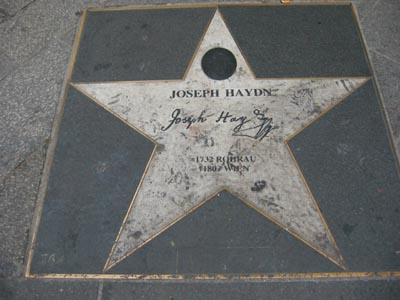 JOSEPH HAYDN
Joseph Haydn
*1732 ROHRAU
†1809 WIEN